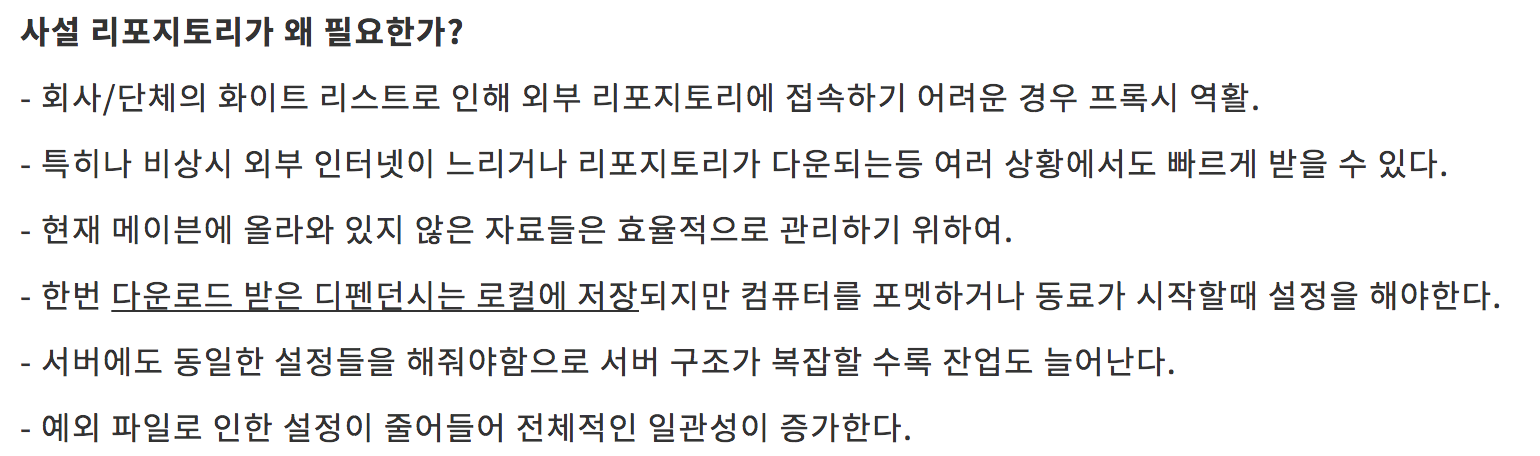 사설 리포지토리가 왜 필요한가?
- 회사/단체의 화이트 리스트로 인해 외부 리포지토리에 접속하기 어려운 경우 프록시 역활.
- 특히나 비상시 외부 인터넷이 느리거나 리포지토리가 다운되는등 여러 상황에서도 빠르게 받을 수 있다.
- 현재 메이븐에 올라와 있지 않은 자료들은 효율적으로 관리하기 위하여.
- 한번 다운로드 받은 디펜던시는 로컬에 저장되지만 컴퓨터를 포멧하거나 동료가 시작할때 설정을 해야한다.
- 서버에도 동일한 설정들을 해줘야함으로 서버 구조가 복잡할 수록 잔업도 늘어난다.
- 예외 파일로 인한 설정이 줄어들어 전체적인 일관성이 증가한다.